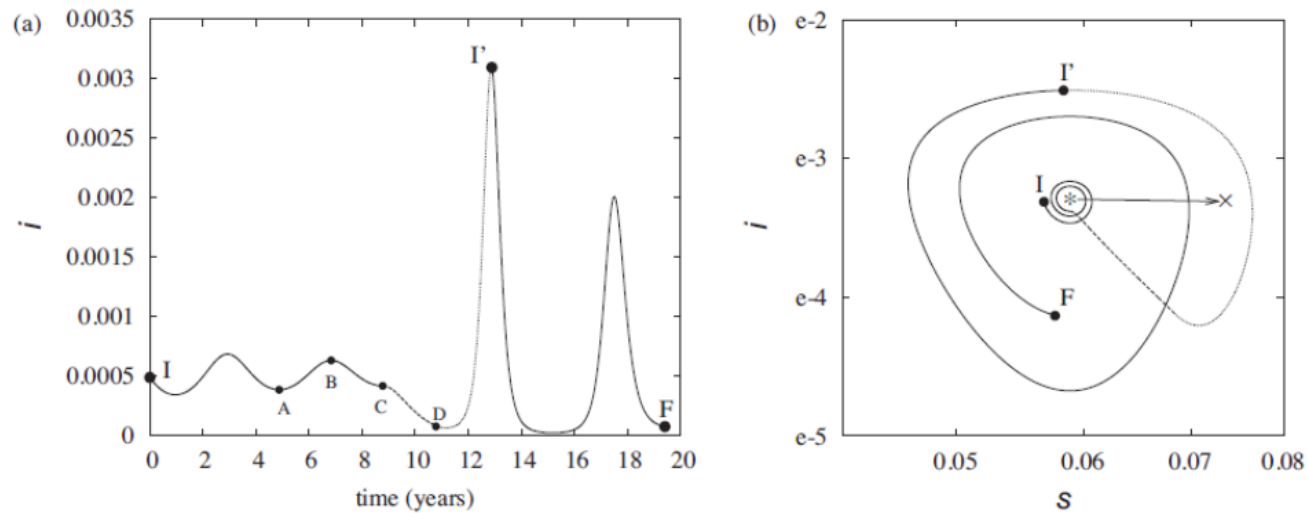 (a)
0.0035
0.003
0.0025
0.002
0.0015
0.001
0.0005
0
i
I
A
B
C
D
I'
F
0 2 4 6 8 10 12 14 16 18 20
time (years)
(b)
e-2
e-3
e-4
e-5
i
I'
I
*
×
F
0.05 0.06 0.07 0.08
s